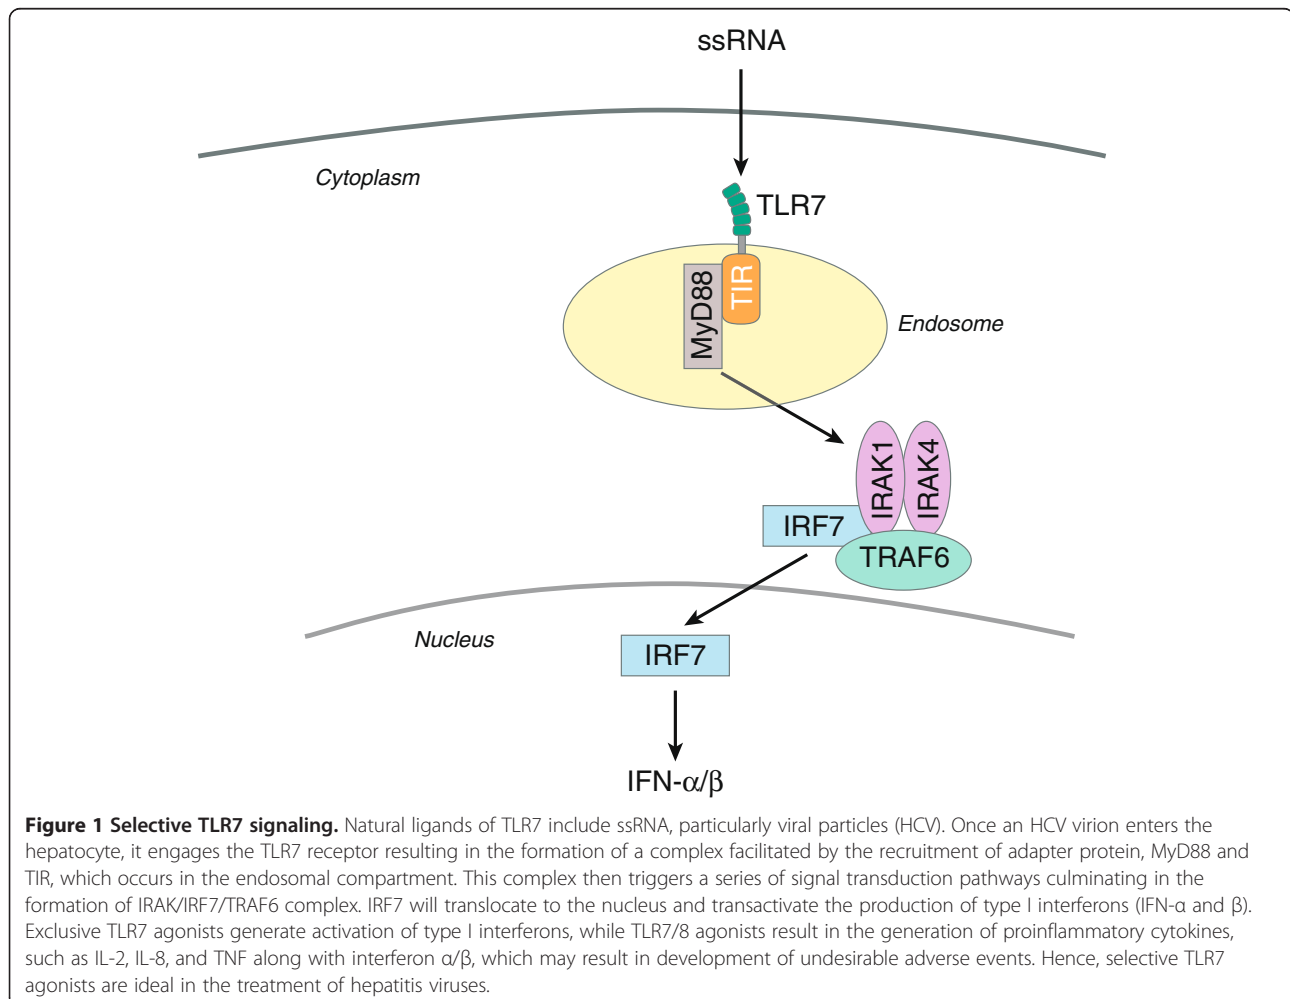 ssRNA
Cytoplasm
TLR7
TIR
MyD88
Endosome
IRAK1
IRAK4
IRF7
TRAF6
Nucleus
IRF7
IFN-α/β
Figure 1 Selective TLR7 signaling. Natural ligands of TLR7 include ssRNA, particularly viral particles (HCV). Once an HCV virion enters the
hepatocyte, it engages the TLR7 receptor resulting in the formation of a complex facilitated by the recruitment of adapter protein, MyD88 and
TIR, which occurs in the endosomal compartment. This complex then triggers a series of signal transduction pathways culminating in the
formation of IRAK/IRF7/TRAF6 complex. IRF7 will translocate to the nucleus and transactivate the production of type I interferons (IFN-α and β).
Exclusive TLR7 agonists generate activation of type I interferons, while TLR7/8 agonists result in the generation of proinflammatory cytokines,
such as IL-2, IL-8, and TNF along with interferon α/β, which may result in development of undesirable adverse events. Hence, selective TLR7
agonists are ideal in the treatment of hepatitis viruses.